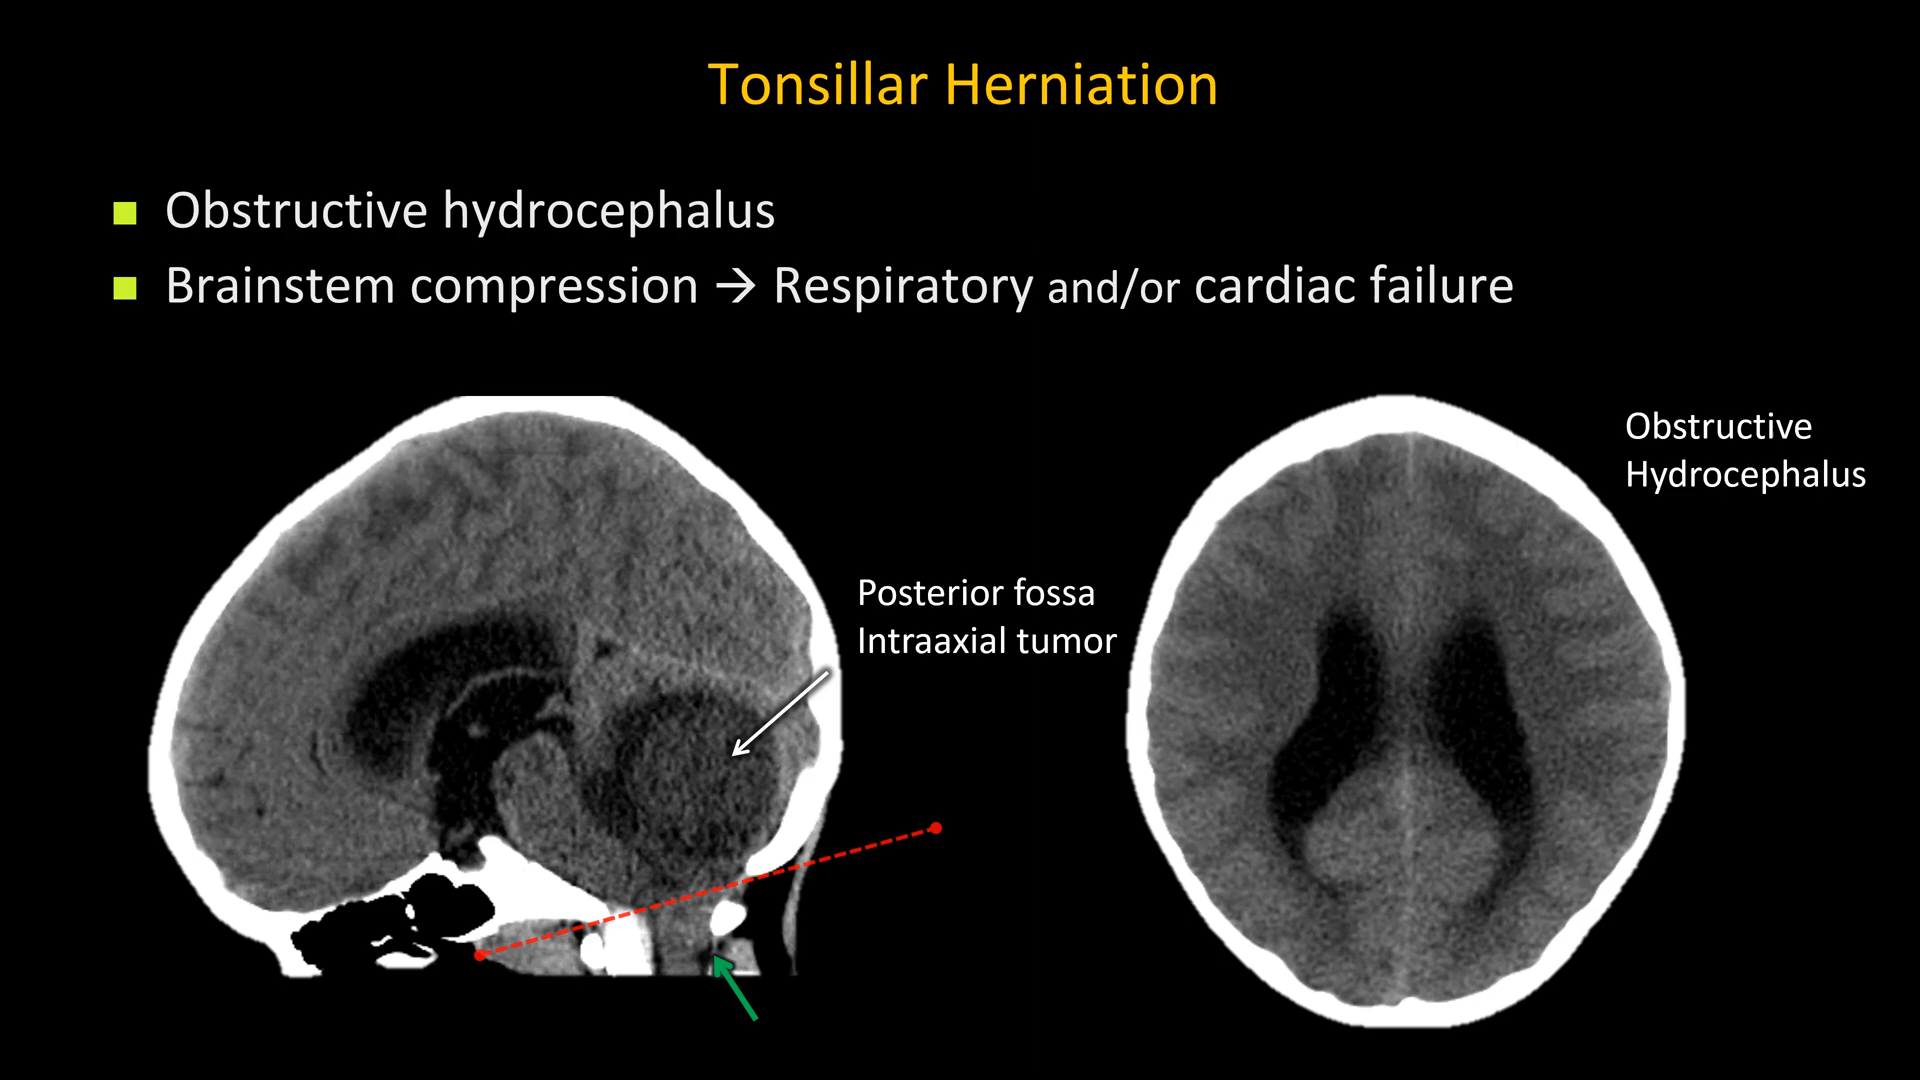 Tonsillar Herniation
Obstructive hydrocephalus
Brainstem compression → Respiratory and/or cardiac failure
Posterior fossa
Intraaxial tumor
Obstructive
Hydrocephalus